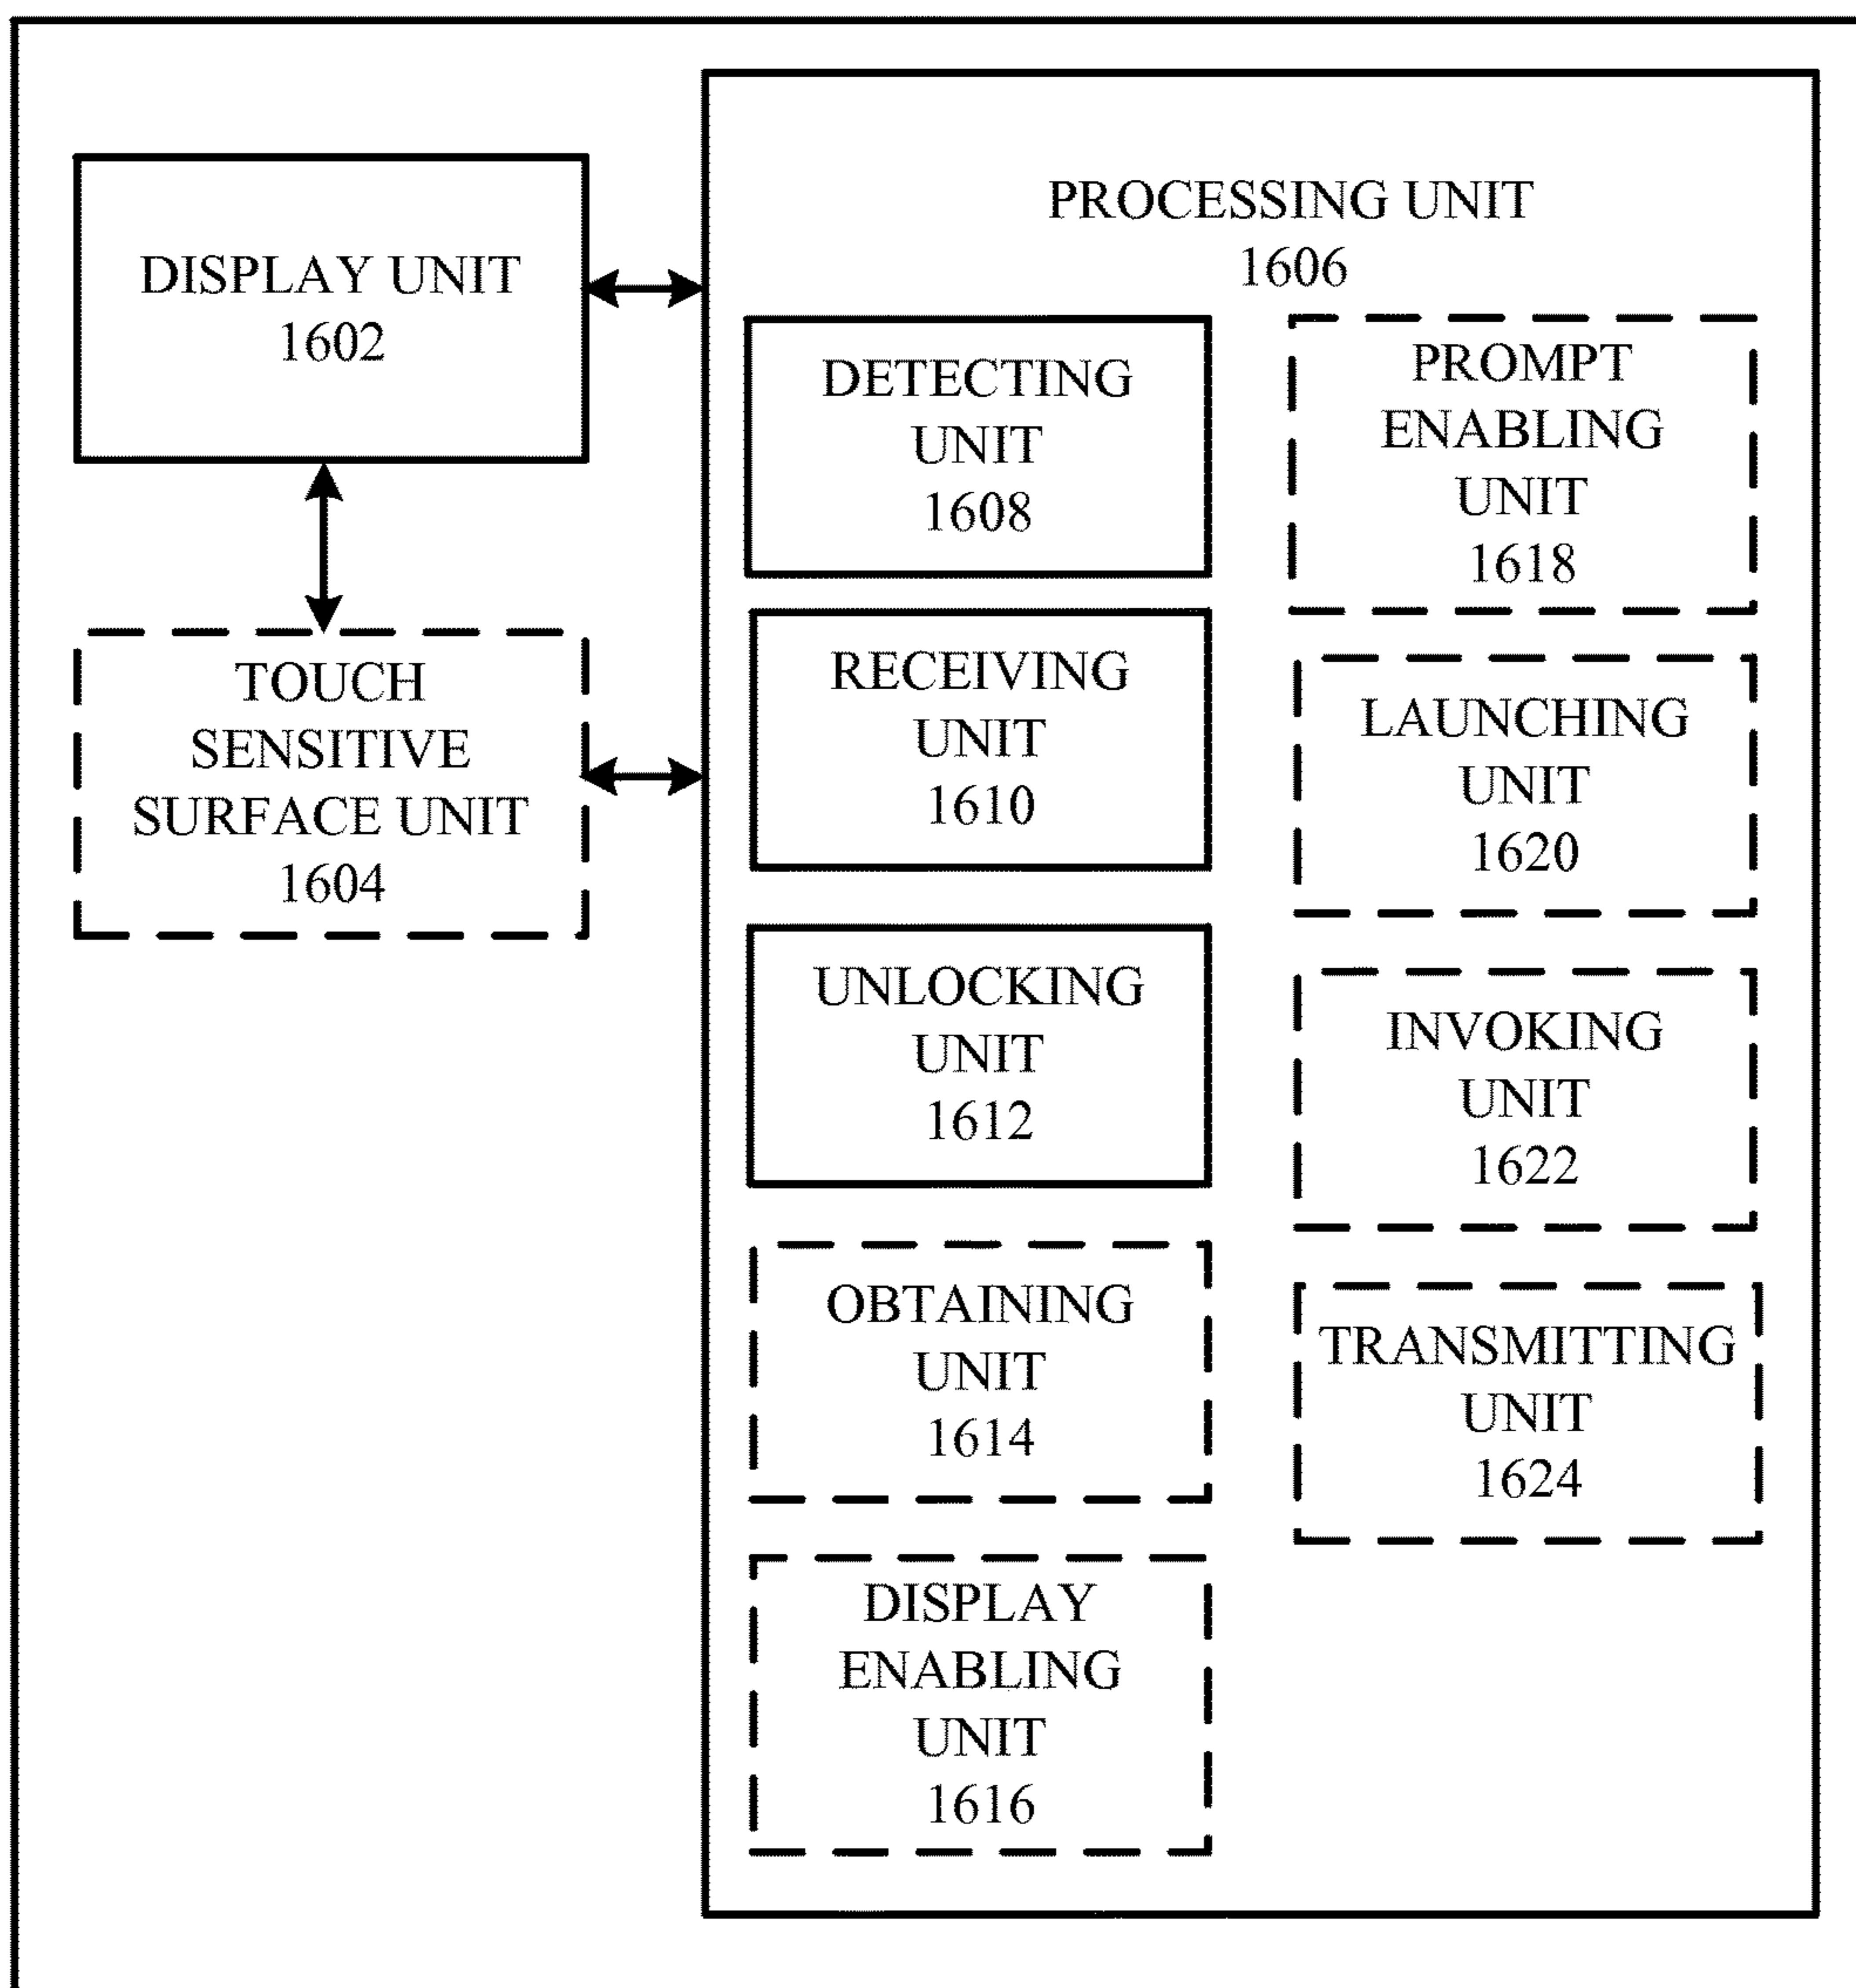 DISPLAY UNIT
1602
TOUCH
SENSITIVE
SURFACE UNIT
1604
PROCESSING UNIT
1606
DETECTING
UNIT
1608
RECEIVING
UNIT
1610
UNLOCKING
UNIT
1612
OBTAINING
UNIT
1614
DISPLAY
ENABLING
UNIT
1616
PROMPT
ENABLING
UNIT
1618
LAUNCHING
UNIT
1620
INVOKING
UNIT
1622
TRANSMITTING
UNIT
1624